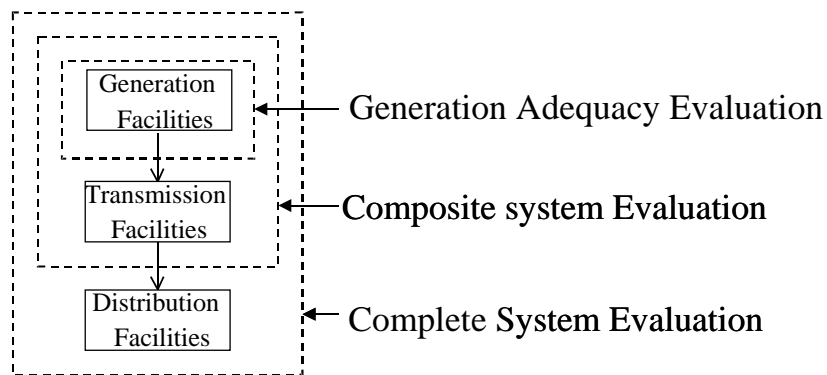 Generation
Facilities
Generation Adequacy Evaluation
Transmission
Facilities
Composite system Evaluation
Distribution
Facilities
Complete System Evaluation